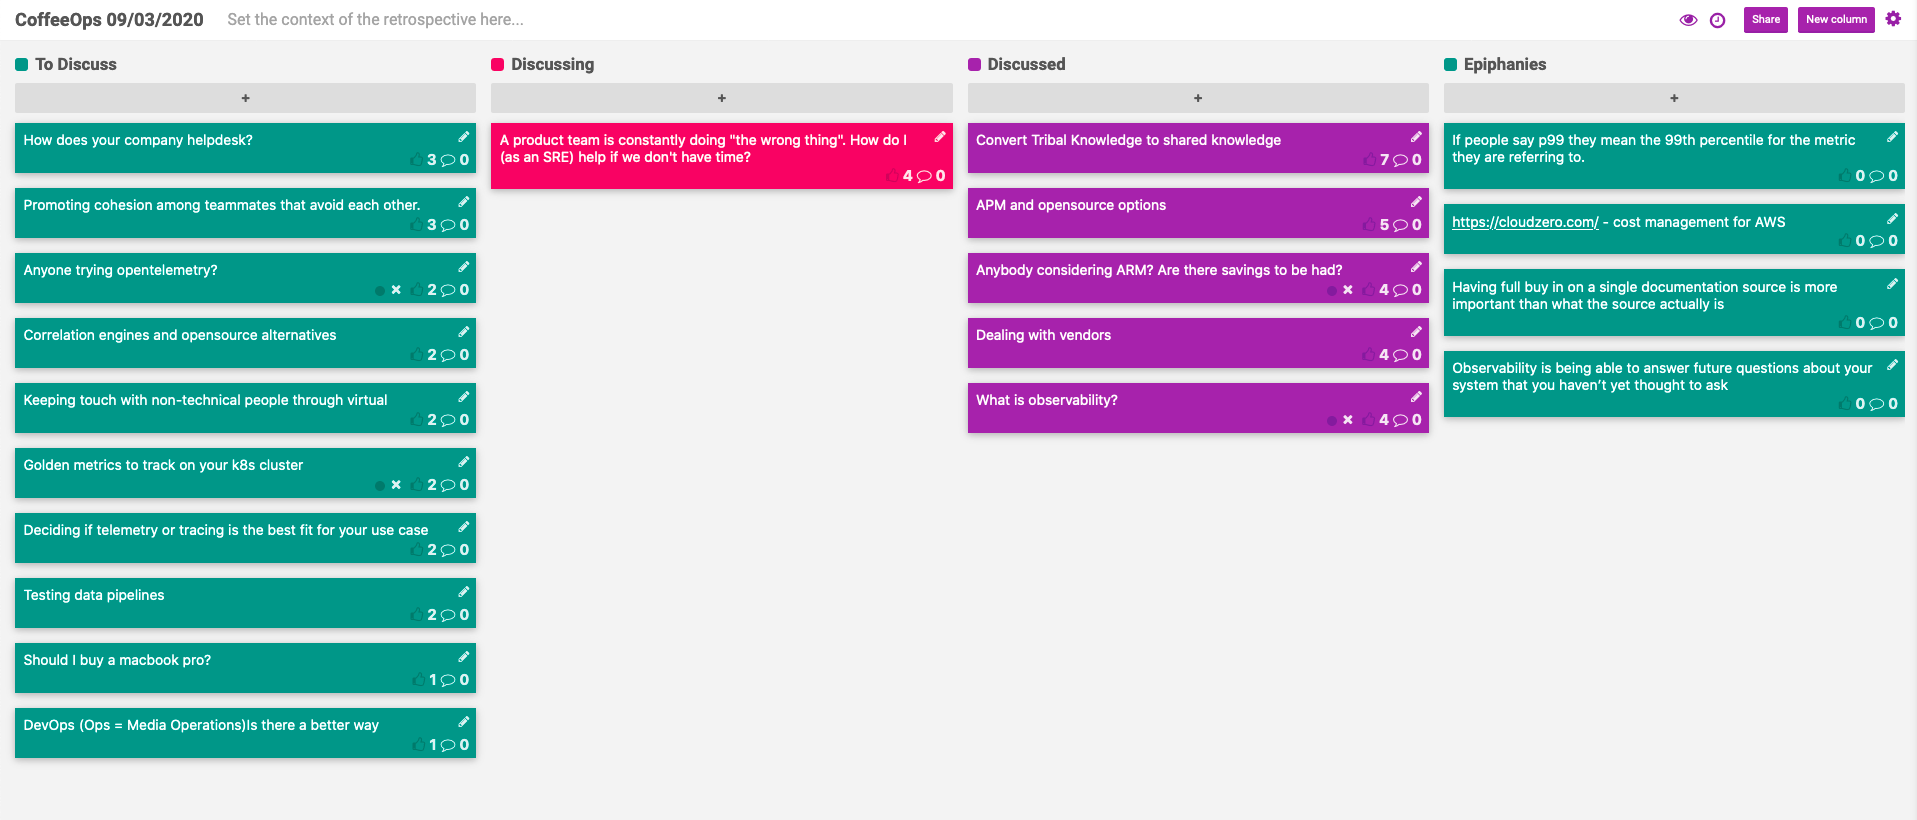 CoffeeOps 09/03/2020
Set the context of the retrospective here...
Share
New column
To Discuss
+
How does your company helpdesk?
3 0
Promoting cohesion among teammates that avoid each other.
3 0
Anyone trying opentelemetry?
2 0
Correlation engines and opensource alternatives
2 0
Keeping touch with non-technical people through virtual
2 0
Golden metrics to track on your k8s cluster
2 0
Deciding if telemetry or tracing is the best fit for your use case
2 0
Testing data pipelines
2 0
Should I buy a macbook pro?
1 0
DevOps (Ops = Media Operations)Is there a better way
1 0
Discussing
+
A product team is constantly doing "the wrong thing". How do I
(as an SRE) help if we don't have time?
4 0
Discussed
+
Convert Tribal Knowledge to shared knowledge
7 0
APM and opensource options
5 0
Anybody considering ARM? Are there savings to be had?
4 0
Dealing with vendors
4 0
What is observability?
4 0
Epiphanies
+
If people say p99 they mean the 99th percentile for the metric
they are referring to.
0 0
https://cloudzero.com/ - cost management for AWS
0 0
Having full buy in on a single documentation source is more
important than what the source actually is
0 0
Observability is being able to answer future questions about your
system that you haven’t yet thought to ask
0 0